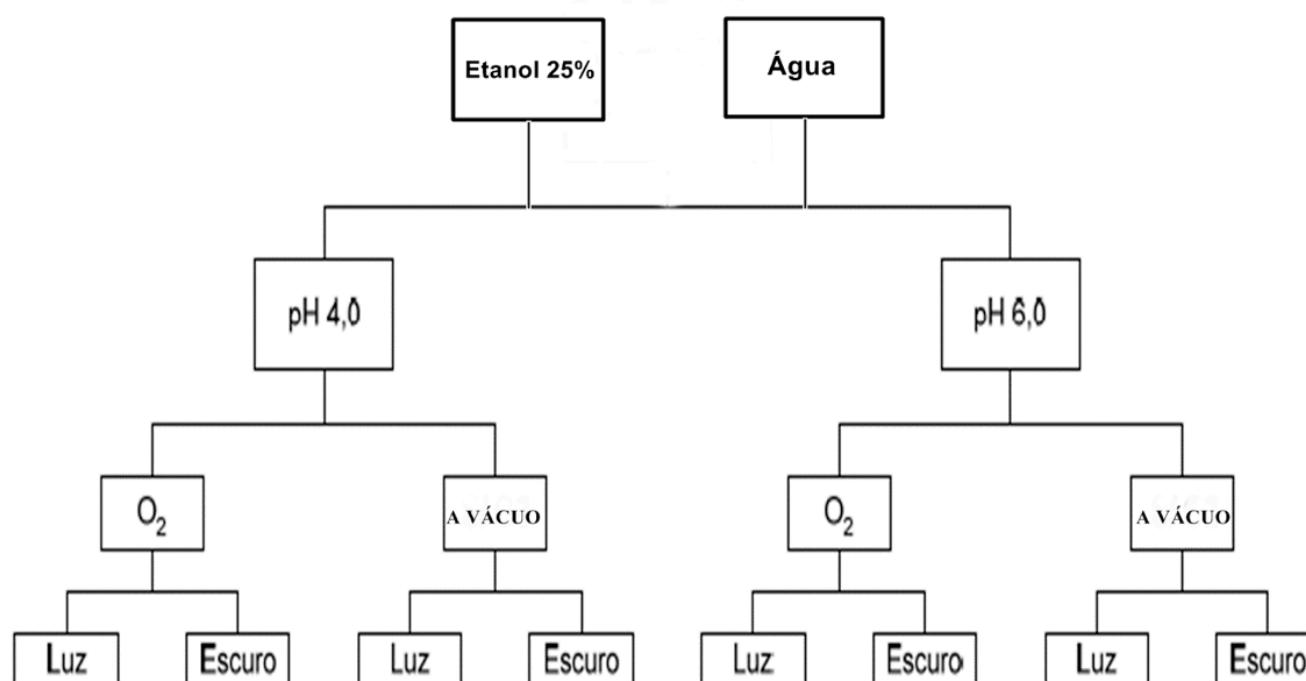 Etanol 25%
Água
pH 4,0
pH 6,0
O₂
A VÁCUO
O₂
A VÁCUO
Luz
Escuro
Luz
Escuro
Luz
Escuro
Luz
Escuro